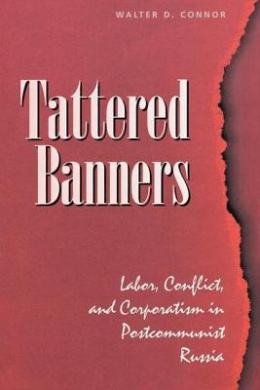 WALTER D. CONNOR
Tattered
Banners
Labor, Conflict,
and Corporatism in
Postcommunist
Russia